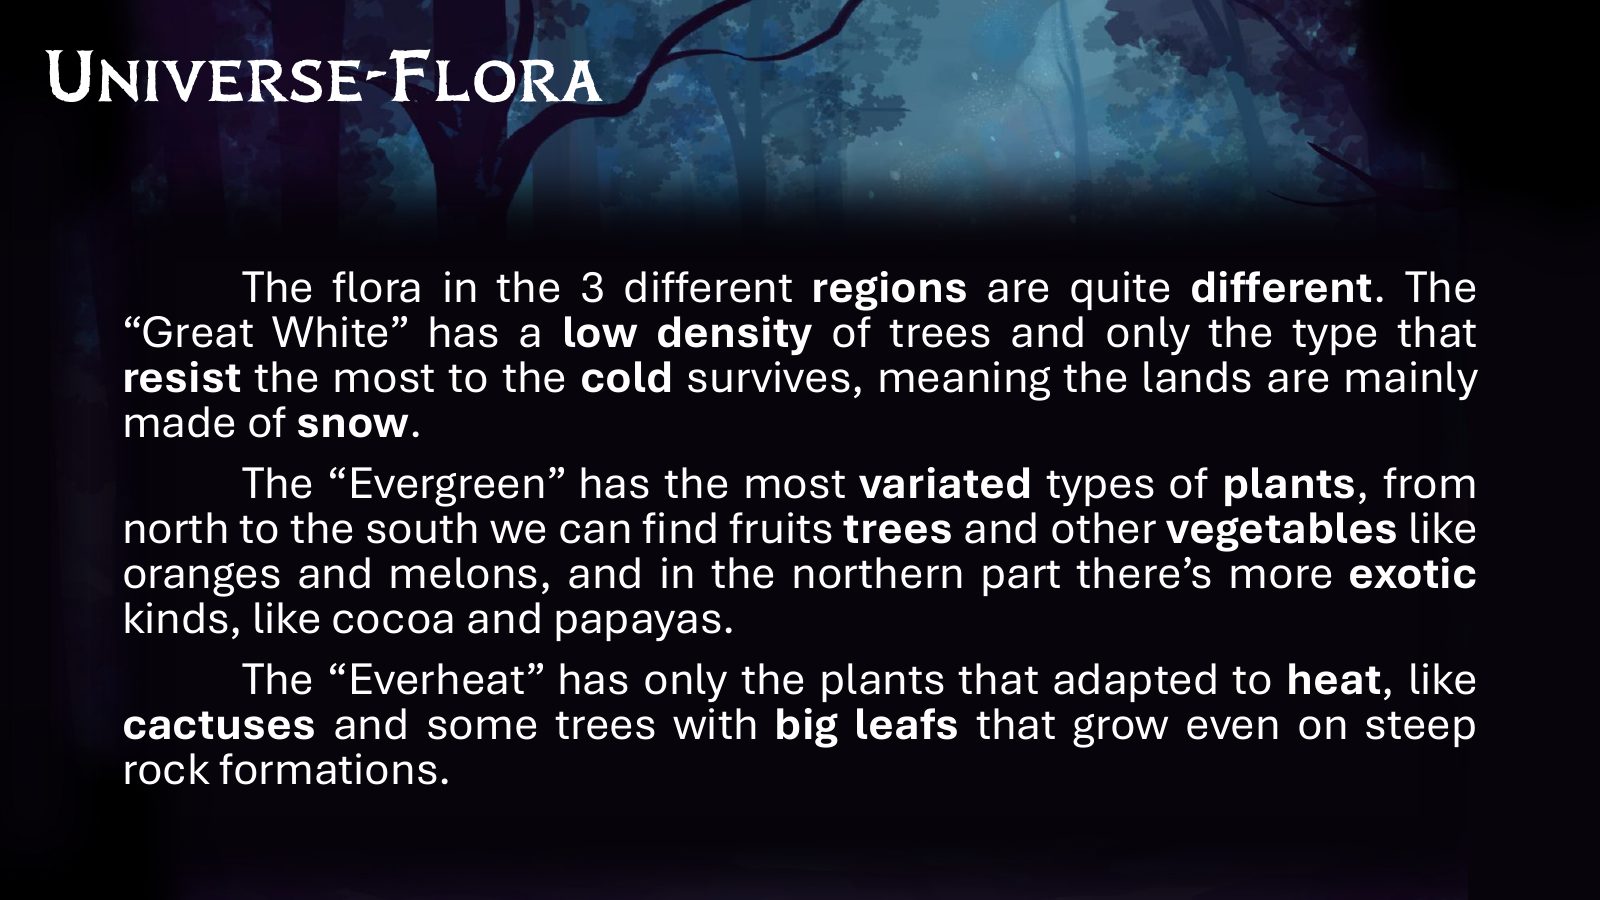 Universe-Flora
The flora in the 3 different regions are quite different. The
“Great White” has a low density of trees and only the type that
resist the most to the cold survives, meaning the lands are mainly
made of snow.
The “Evergreen” has the most variated types of plants, from
north to the south we can find fruits trees and other vegetables like
oranges and melons, and in the northern part there’s more exotic
kinds, like cocoa and papayas.
The “Everheat” has only the plants that adapted to heat, like
cactuses and some trees with big leafs that grow even on steep
rock formations.